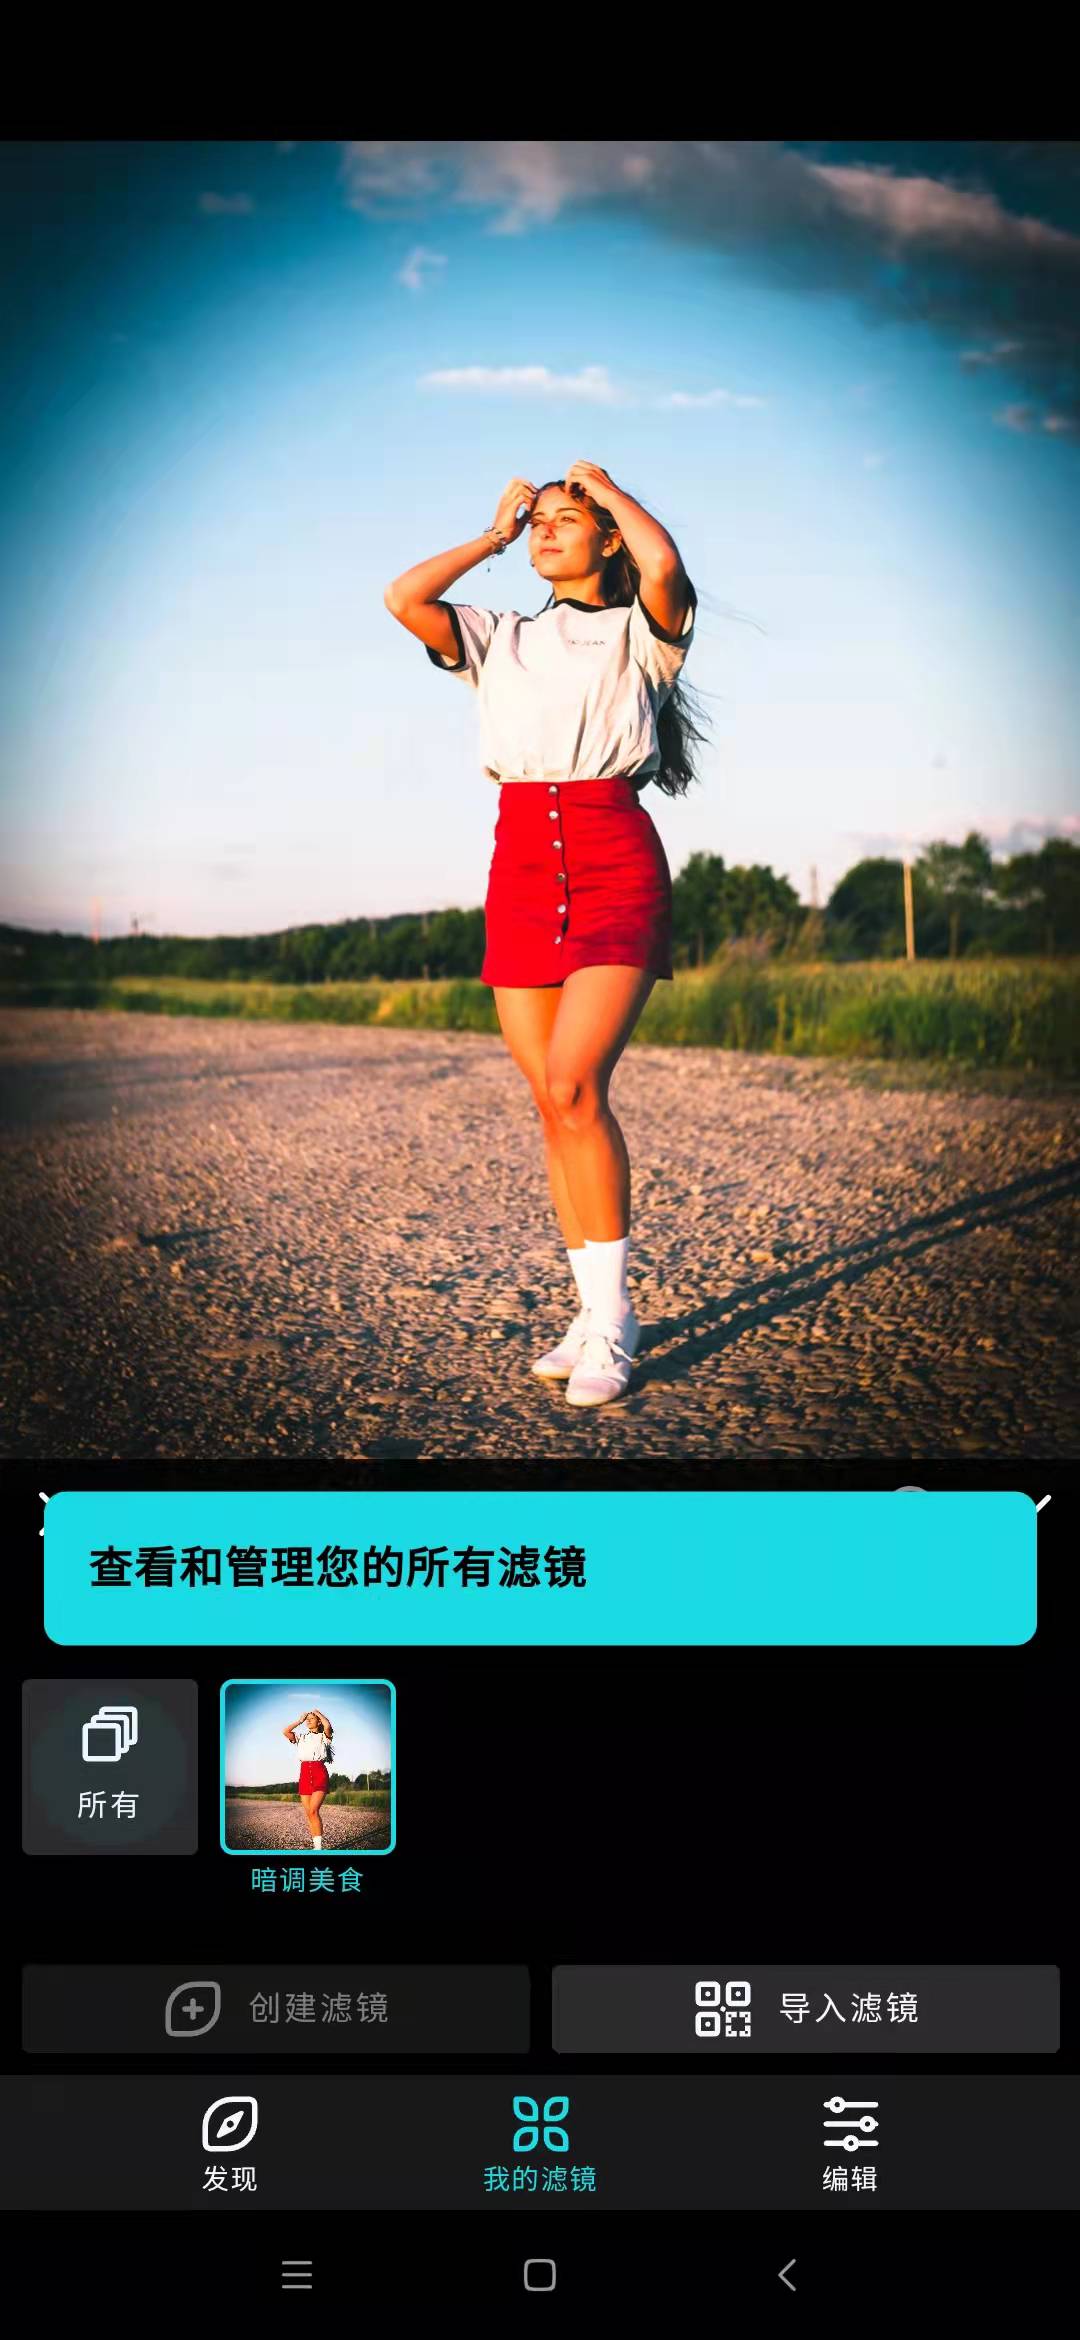 查看和管理您的所有滤镜
所有
暗调美食
创建滤镜
导入滤镜
发现
我的滤镜
编辑